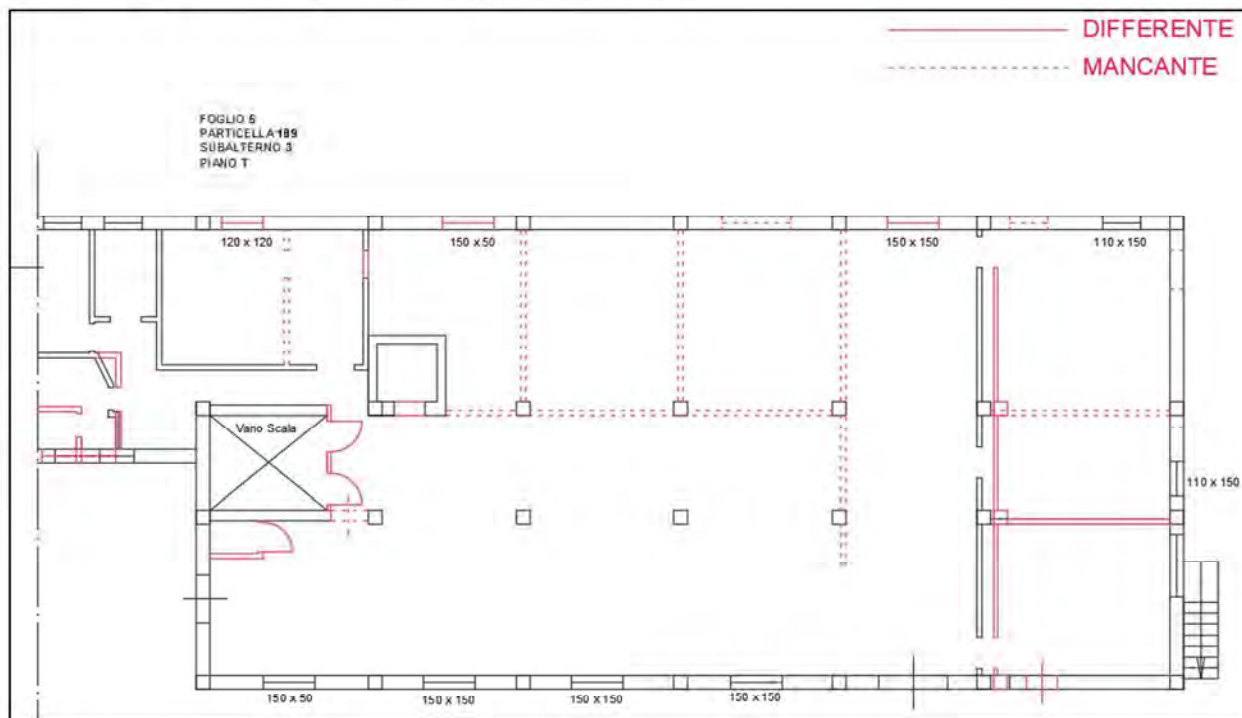 DIFFERENTE
MANCANTE
FOGLIO 5
PARTICELLA 199
SUBALTERNO 3
PIANO T
120 x 120
150 x 50
150 x 150
110 x 150
Vano Scala
110 x 150
150 x 50
150 x 150
150 x 150
150 x 150